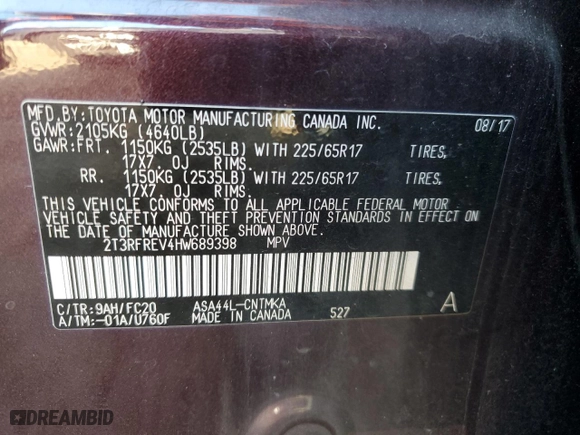 MFD.BY:TOYOTA MOTOR MANUFACTURING CANADA INC. 08/17
GVWR:2105KG (4640LB)
GAWR:FRT. 1150KG (2535LB) WITH 225/65R17 TIRES,
17X7 0J RIMS.
RR. 1150KG (2535LB) WITH 225/65R17 TIRES,
17X7 0J RIMS.
THIS VEHICLE CONFORMS TO ALL APPLICABLE FEDERAL MOTOR
VEHICLE SAFETY AND THEFT PREVENTION STANDARDS IN EFFECT ON
THE DATE OF MANUFACTURE SHOWN ABOVE.
2T3RFREV4HW689398 MPV
C/TR:9AH/FC20 ASA44L-CNTMKA A
A/TM:-01A/U760F MADE IN CANADA 527
DREAMBID